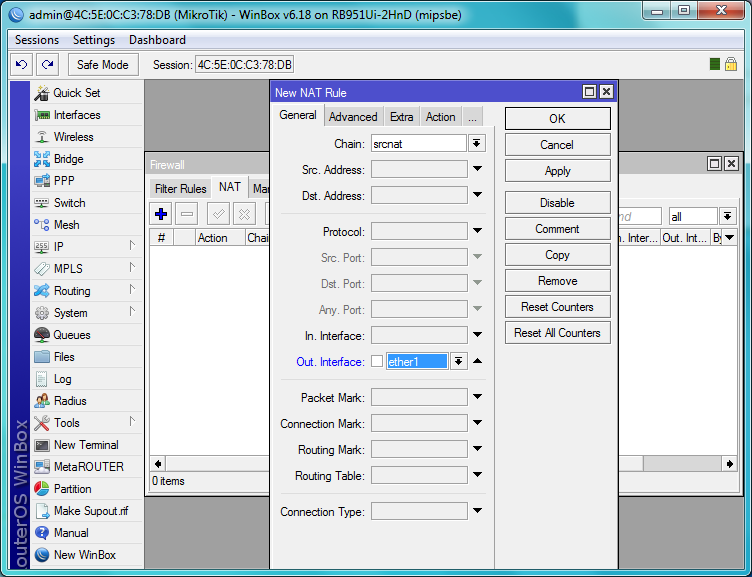 admin@4C:5E:0C:C3:78:DB (MikroTik) - WinBox v6.18 on RB951Ui-2HnD (mipsbe)
Sessions Settings Dashboard
Safe Mode Session: 4C:5E:0C:C3:78:DB
Quick Set
Interfaces
Wireless
Bridge
PPP
Switch
Mesh
IP
MPLS
Routing
System
Queues
Files
Log
Radius
Tools
New Terminal
MetaROUTER
Partition
Make Supout.rif
Manual
New WinBox
outerOS WinBox
Firewall
Filter Rules NAT
all
# Action Chai
Out. Int...
0 items
New NAT Rule
General Advanced Extra Action ...
Chain: srcnat
Src. Address:
Dst. Address:
Protocol:
Src. Port:
Dst. Port:
Any. Port:
In. Interface:
Out. Interface: ether1
Packet Mark:
Connection Mark:
Routing Mark:
Routing Table:
Connection Type:
OK
Cancel
Apply
Disable
Comment
Copy
Remove
Reset Counters
Reset All Counters